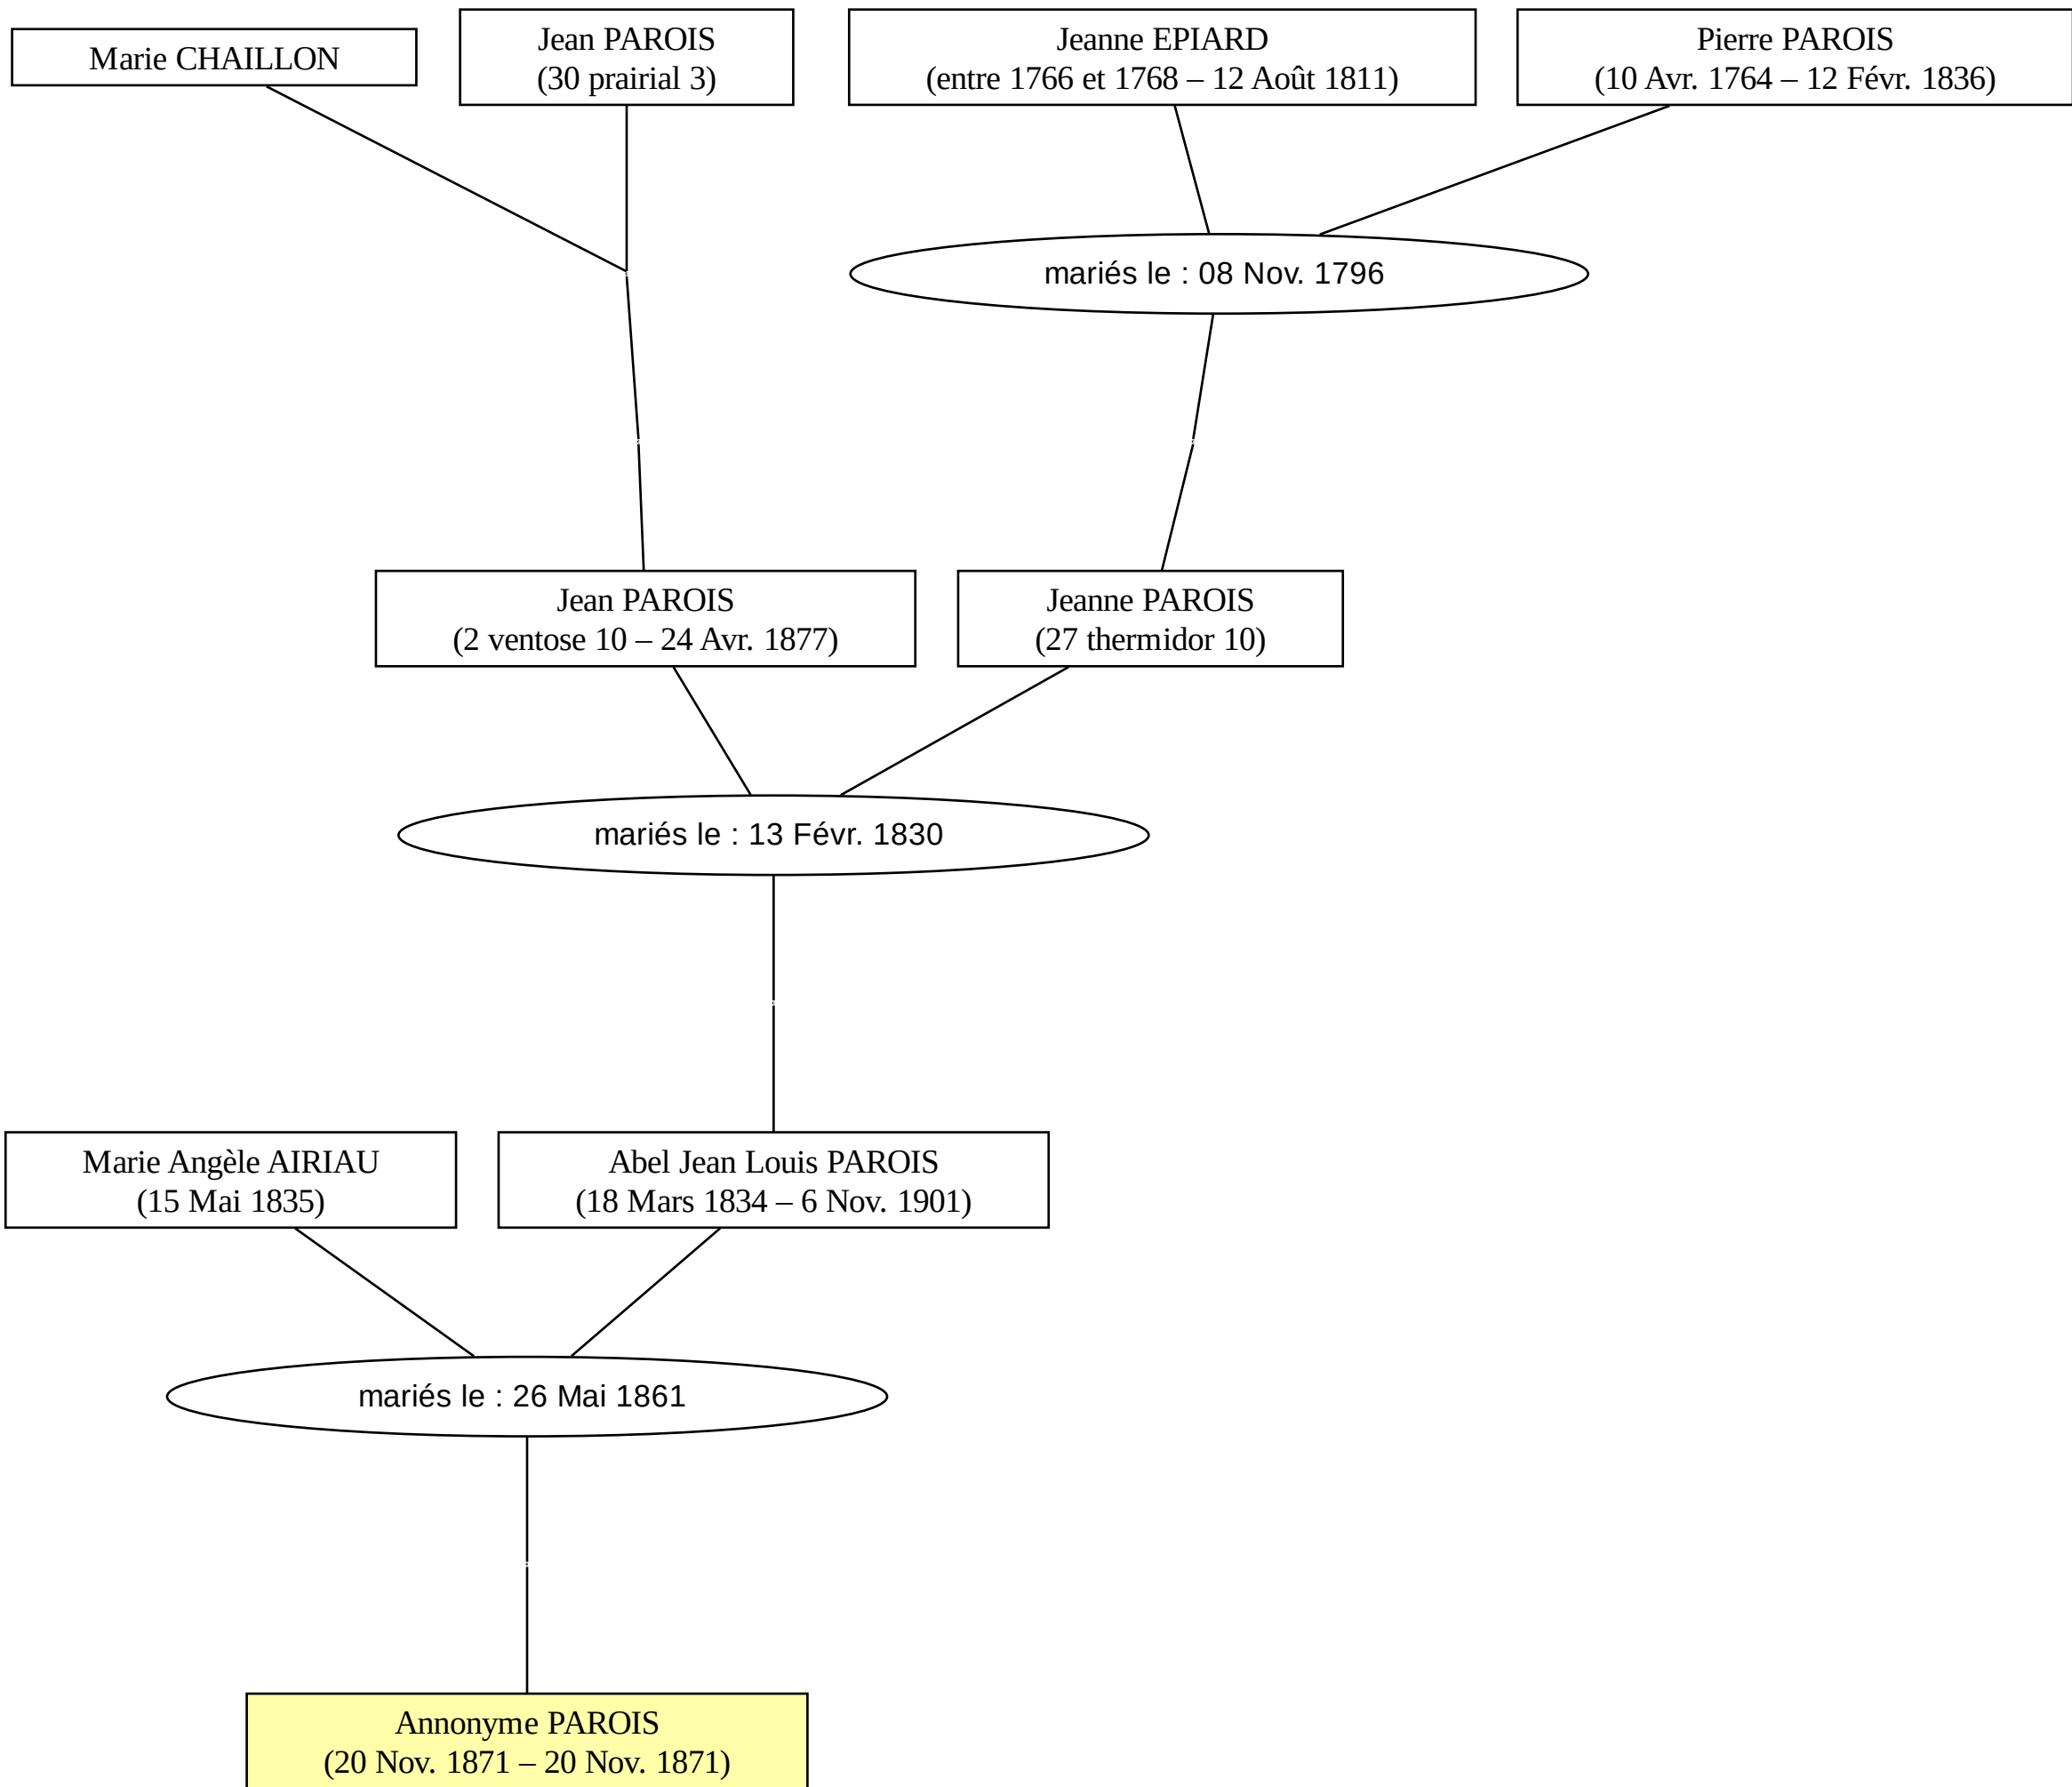 Marie CHAILLON
Jean PAROIS
(30 prairial 3)
Jeanne EPIARD
(entre 1766 et 1768 – 12 Août 1811)
Pierre PAROIS
(10 Avr. 1764 – 12 Févr. 1836)
mariés le : 08 Nov. 1796
Jean PAROIS
(2 ventose 10 – 24 Avr. 1877)
Jeanne PAROIS
(27 thermidor 10)
mariés le : 13 Févr. 1830
Marie Angèle AIRIAU
(15 Mai 1835)
Abel Jean Louis PAROIS
(18 Mars 1834 – 6 Nov. 1901)
mariés le : 26 Mai 1861
Annonyme PAROIS
(20 Nov. 1871 – 20 Nov. 1871)